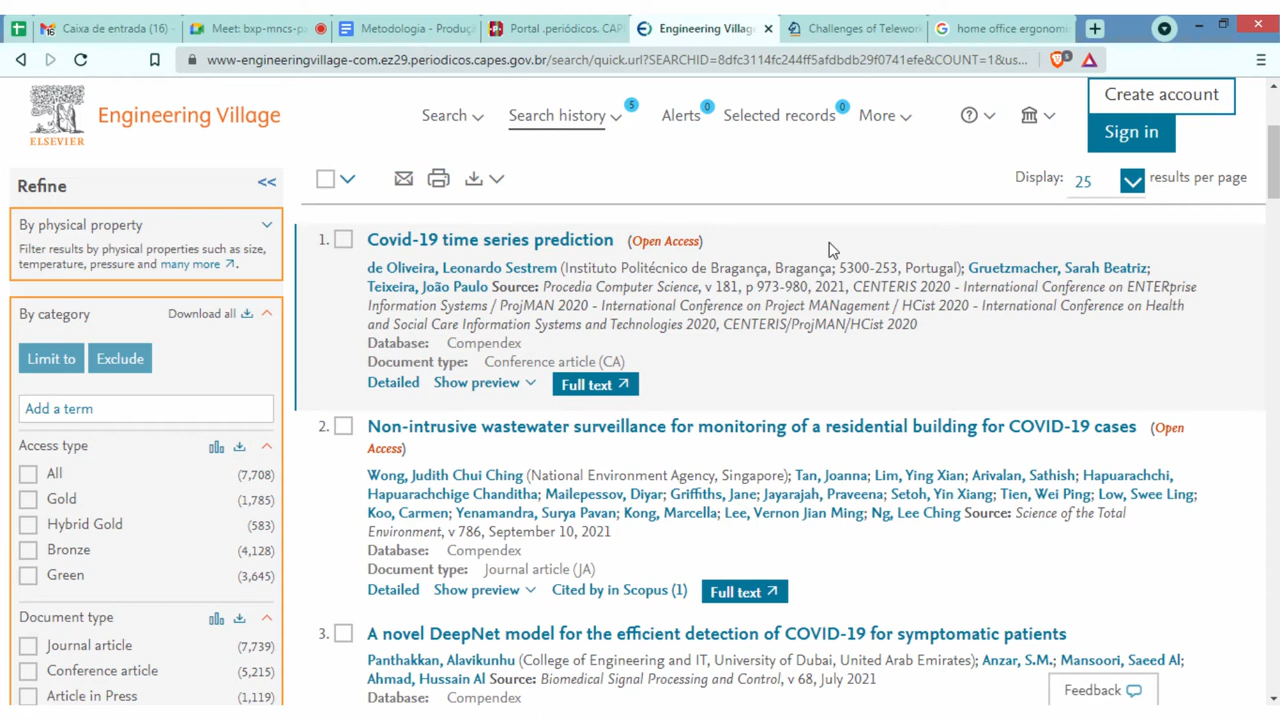 Caixa de entrada (16) -
Meet: bxp-mncs-p
Metodologia - Produç
Portal .periódicos. CAP
Engineering Villag
Challenges of Telework
home office ergonomi
www-engineeringvillage-com.ez29.periodicos.capes.gov.br/search/quick.url?SEARCHID=8dfc3114fc244ff5afdbdb29f0741efe&COUNT=1&us...
ELSEVIER
Engineering Village
Search
Search history 5
Alerts 0
Selected records 0
More
Create account
Sign in
Refine <<
Display: 25 results per page
By physical property
Filter results by physical properties such as size,
temperature, pressure and many more .
By category Download all
Limit to Exclude
Add a term
Access type
All (7,708)
Gold (1,785)
Hybrid Gold (583)
Bronze (4,128)
Green (3,645)
Document type
Journal article (7,739)
Conference article (5,215)
Article in Press (1,119)
1. Covid-19 time series prediction (Open Access)
de Oliveira, Leonardo Sestrem (Instituto Politécnico de Bragança, Bragança; 5300-253, Portugal); Gruetzmacher, Sarah Beatriz;
Teixeira, João Paulo Source: Procedia Computer Science, v 181, p 973-980, 2021, CENTERIS 2020 - International Conference on ENTERprise
Information Systems / ProjMAN 2020 - International Conference on Project MANagement / HCist 2020 - International Conference on Health
and Social Care Information Systems and Technologies 2020, CENTERIS/ProjMAN/HCist 2020
Database: Compendex
Document type: Conference article (CA)
Detailed Show preview Full text
2. Non-intrusive wastewater surveillance for monitoring of a residential building for COVID-19 cases (Open
Access)
Wong, Judith Chui Ching (National Environment Agency, Singapore); Tan, Joanna; Lim, Ying Xian; Arivalan, Sathish; Hapuarachchi,
Hapuarachchige Chanditha; Mailepessov, Diyar; Griffiths, Jane; Jayarajah, Praveena; Setoh, Yin Xiang; Tien, Wei Ping; Low, Swee Ling;
Koo, Carmen; Yenamandra, Surya Pavan; Kong, Marcella; Lee, Vernon Jian Ming; Ng, Lee Ching Source: Science of the Total
Environment, v 786, September 10, 2021
Database: Compendex
Document type: Journal article (JA)
Detailed Show preview Cited by in Scopus (1) Full text
3. A novel DeepNet model for the efficient detection of COVID-19 for symptomatic patients
Panthakkan, Alavikunhu (College of Engineering and IT, University of Dubai, United Arab Emirates); Anzar, S.M.; Mansoori, Saeed Al;
Ahmad, Hussain Al Source: Biomedical Signal Processing and Control, v 68, July 2021
Database: Compendex
Feedback